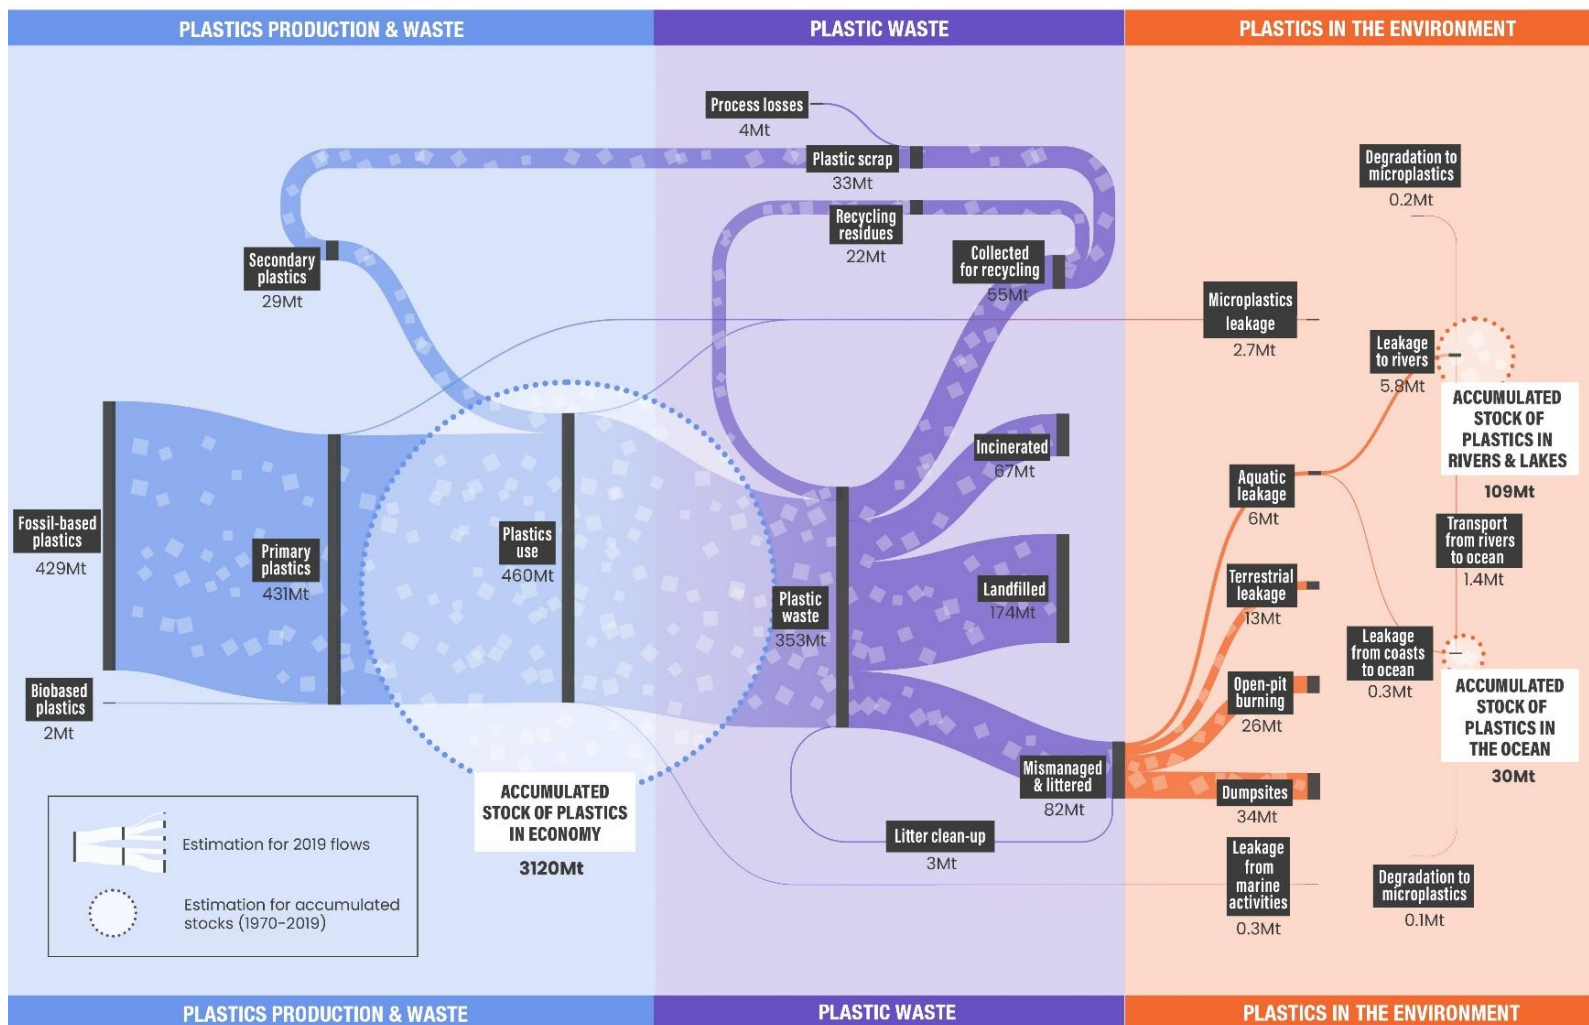 PLASTICS PRODUCTION & WASTE
PLASTIC WASTE
PLASTICS IN THE ENVIRONMENT
Process losses
4Mt
Plastic scrap
33Mt
Recycling
residues
22Mt
Collected
for recycling
55Mt
Secondary
plastics
29Mt
Fossil-based
plastics
429Mt
Biobased
plastics
2Mt
Primary
plastics
431Mt
Plastics
use
460Mt
ACCUMULATED
STOCK OF PLASTICS
IN ECONOMY
3120Mt
Plastic
waste
353Mt
Incinerated
67Mt
Landfilled
174Mt
Mismanaged
& littered
82Mt
Litter clean-up
3Mt
Degradation to
microplastics
0.2Mt
Microplastics
leakage
2.7Mt
Leakage
to rivers
5.8Mt
ACCUMULATED
STOCK OF
PLASTICS IN
RIVERS & LAKES
109Mt
Aquatic
leakage
6Mt
Transport
from rivers
to ocean
1.4Mt
Terrestrial
leakage
13Mt
Leakage
from coasts
to ocean
0.3Mt
Open-pit
burning
26Mt
ACCUMULATED
STOCK OF
PLASTICS IN
THE OCEAN
30Mt
Dumpsites
34Mt
Leakage
from
marine
activities
0.3Mt
Degradation to
microplastics
0.1Mt
Estimation for 2019 flows
Estimation for accumulated
stocks (1970-2019)
PLASTICS PRODUCTION & WASTE
PLASTIC WASTE
PLASTICS IN THE ENVIRONMENT